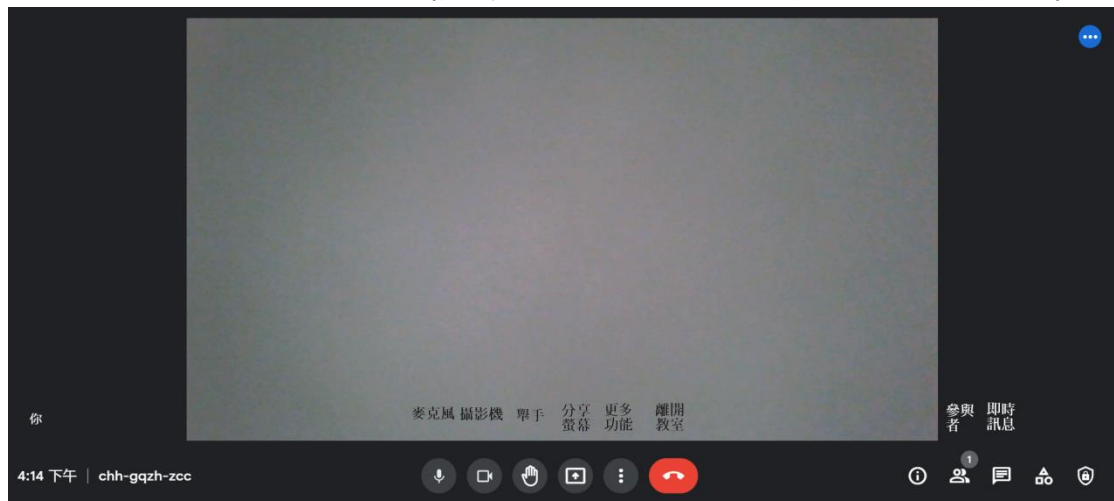 你
麥克風 攝影機 舉手 分享螢幕 更多功能 離開教室
參與者 即時訊息
1
4:14 下午 | chh-gqzh-zcc